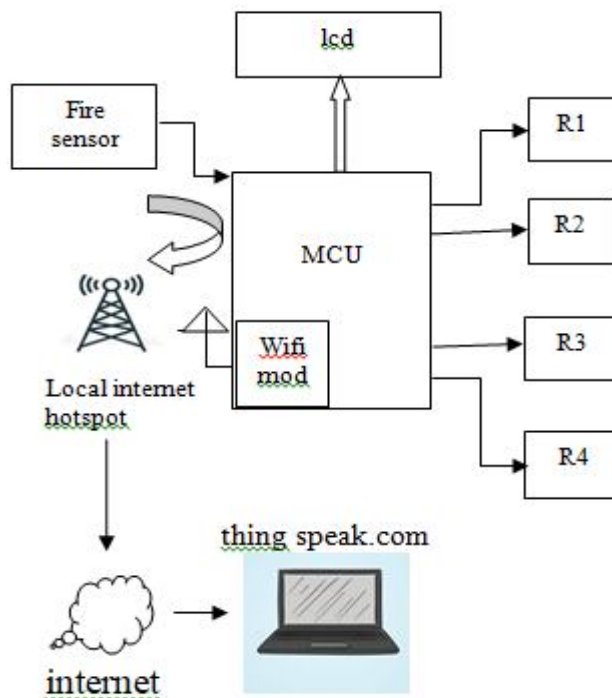 lcd
Fire
sensor
R1
R2
MCU
R3
Wifi
mod
Local internet
hotspot
R4
thing speak.com
internet